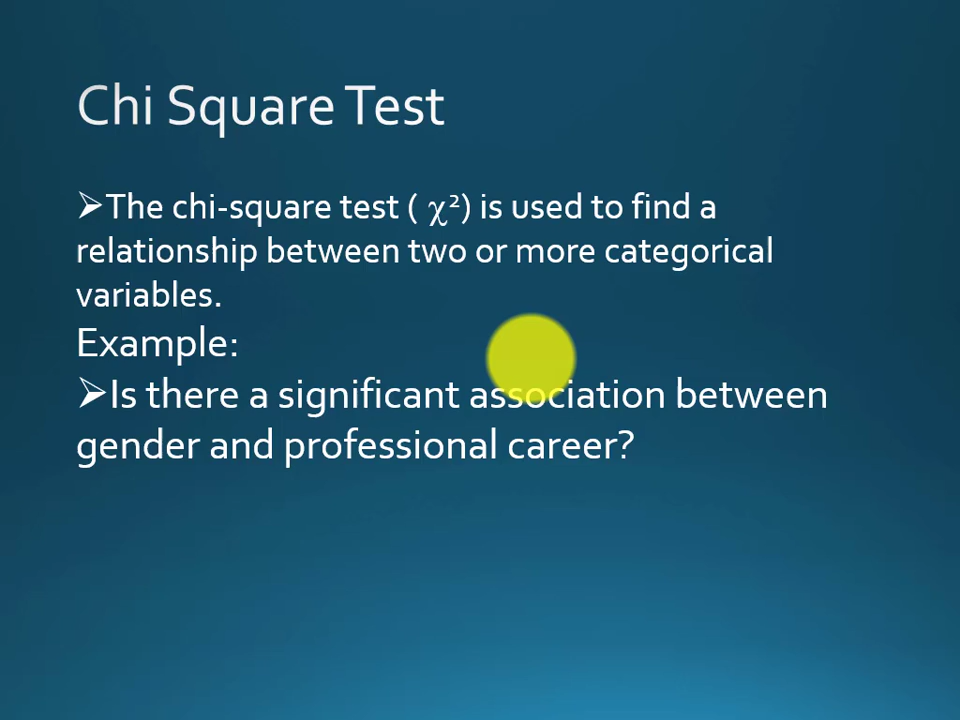 Chi Square Test
➢The chi-square test ( χ²) is used to find a
relationship between two or more categorical
variables.
Example:
➢Is there a significant association between
gender and professional career?